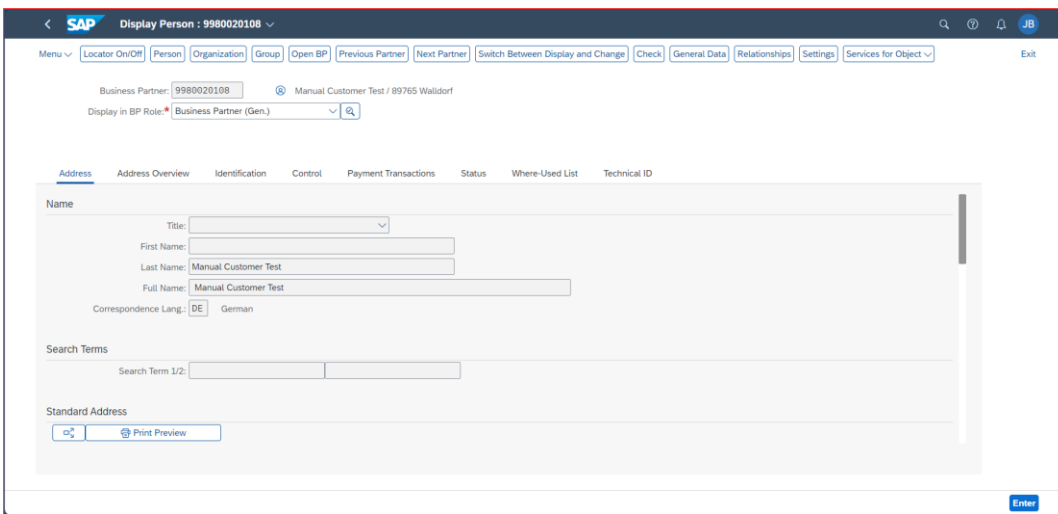 SAP Display Person : 9980020108 JB
Menu Locator On/Off Person Organization Group Open BP Previous Partner Next Partner Switch Between Display and Change Check General Data Relationships Settings Services for Object Exit
Business Partner: 9980020108 Manual Customer Test / 89765 Walldorf
Display in BP Role:* Business Partner (Gen.)
Address Address Overview Identification Control Payment Transactions Status Where-Used List Technical ID
Name
Title:
First Name:
Last Name: Manual Customer Test
Full Name: Manual Customer Test
Correspondence Lang.: DE German
Search Terms
Search Term 1/2:
Standard Address
Print Preview
Enter